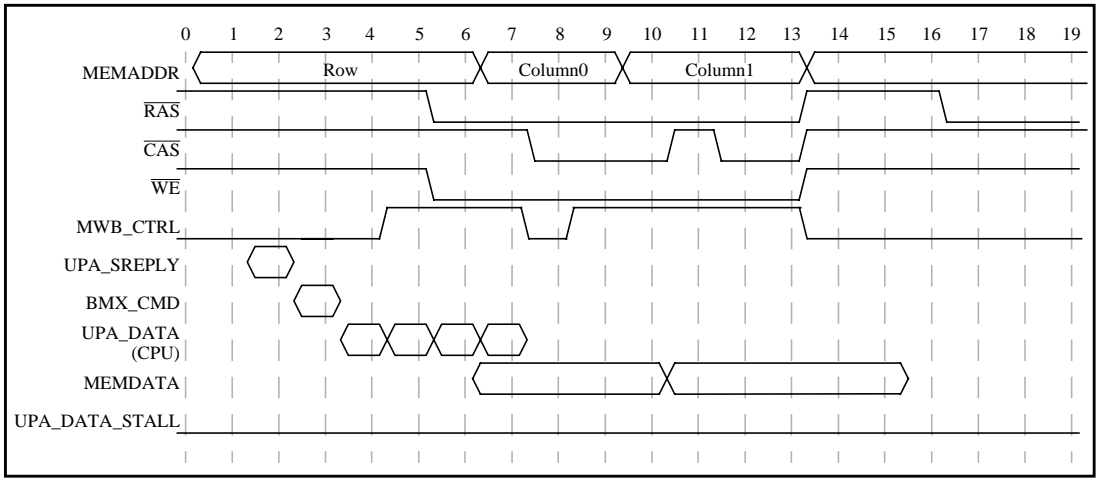 0 1 2 3 4 5 6 7 8 9 10 11 12 13 14 15 16 17 18 19
MEMADDR Row Column0 Column1
RAS
CAS
WE
MWB_CTRL
UPA_SREPLY
BMX_CMD
UPA_DATA
(CPU)
MEMDATA
UPA_DATA_STALL